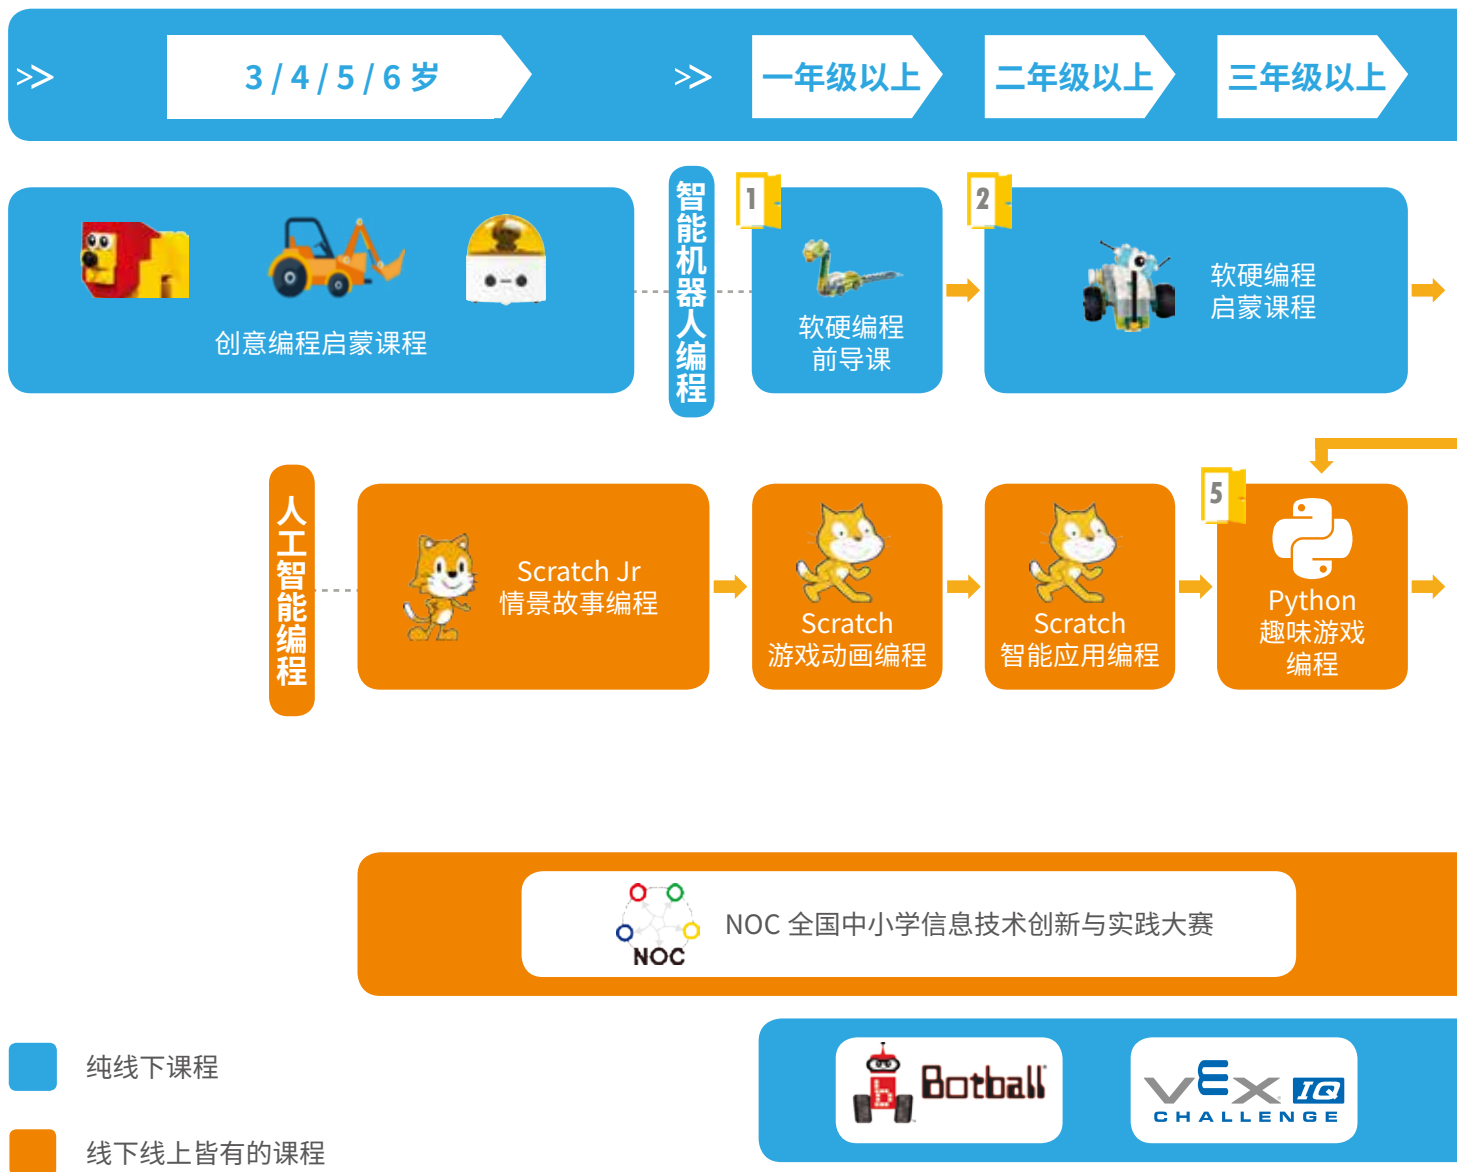 3 / 4 / 5 / 6 岁
一年级以上
二年级以上
三年级以上
创意编程启蒙课程
智能机器人编程
1
软硬编程
前导课
2
软硬编程
启蒙课程
人工智能编程
Scratch Jr
情景故事编程
Scratch
游戏动画编程
Scratch
智能应用编程
5
Python
趣味游戏
编程
NOC
NOC 全国中小学信息技术创新与实践大赛
纯线下课程
线下线上皆有的课程
b
Botball
VEX IQ
CHALLENGE